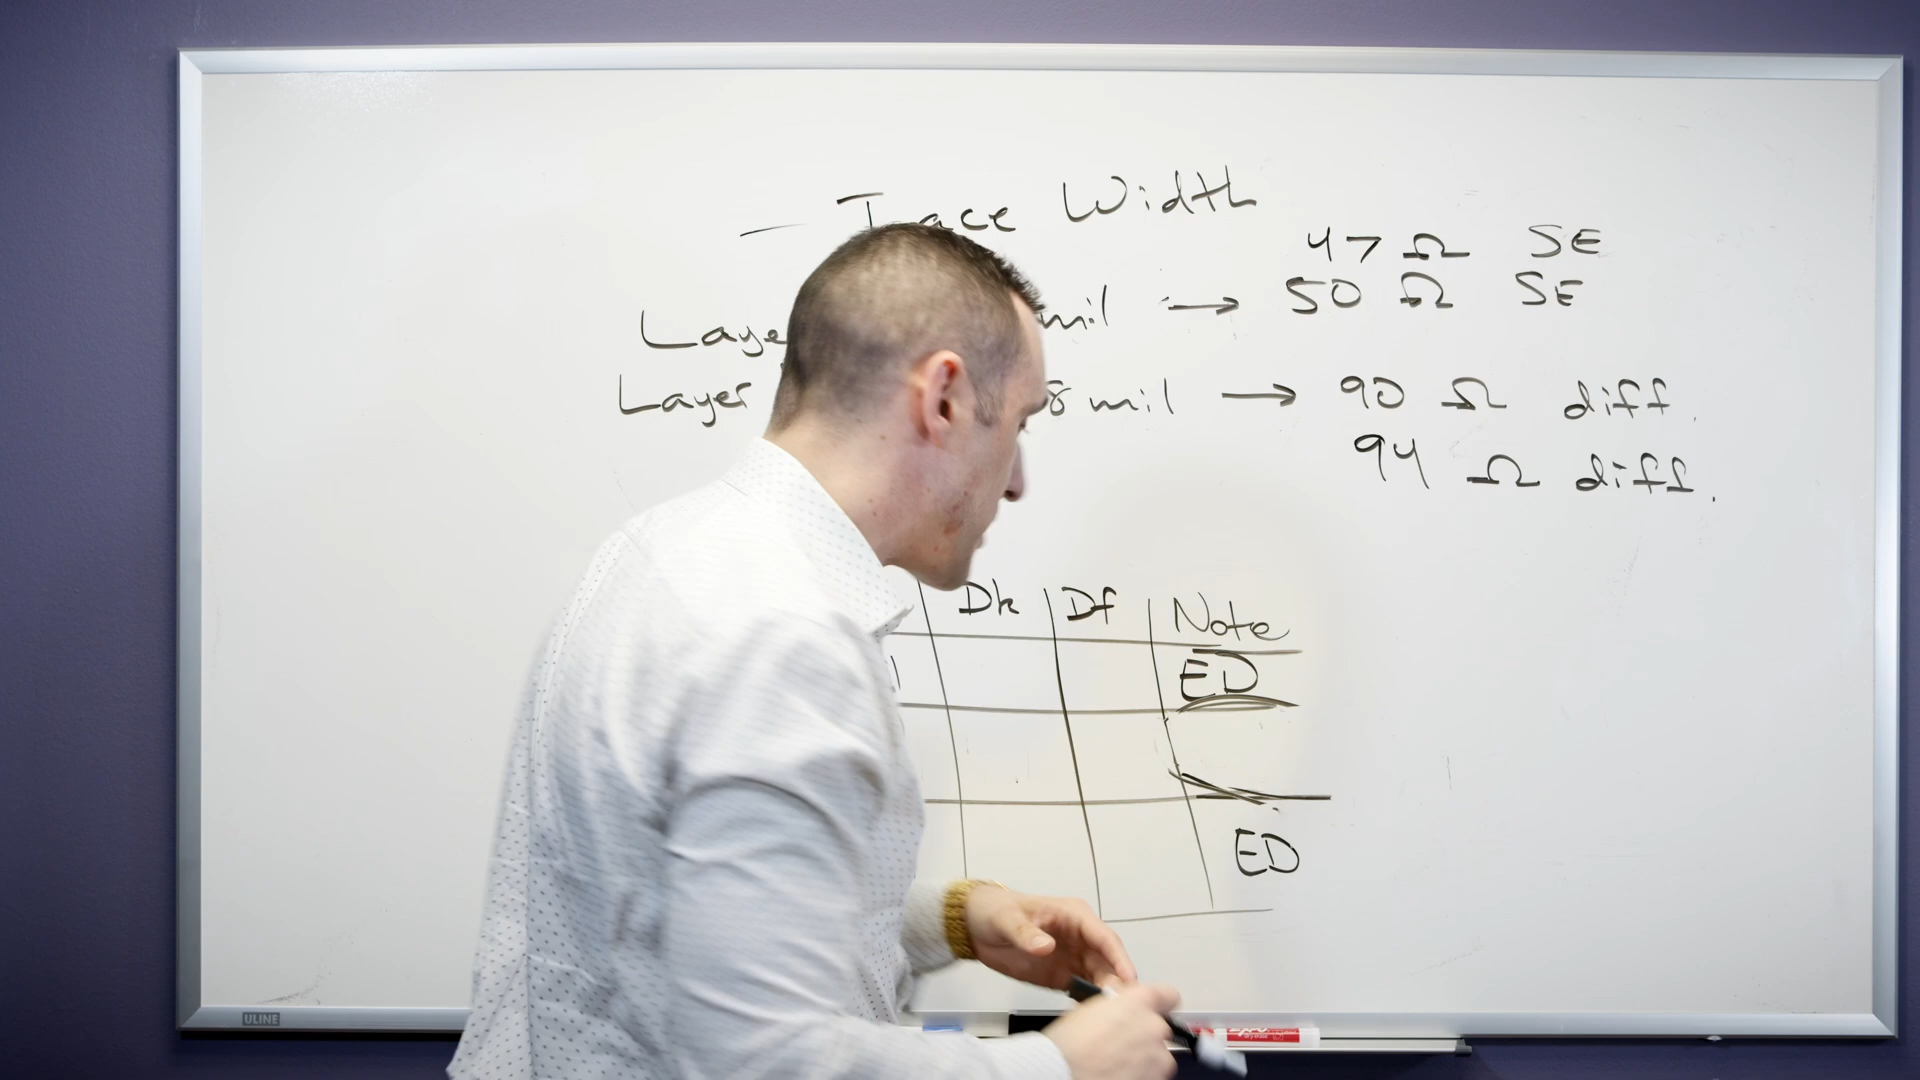 — Trace Width
47 Ω SE
mil → 50 Ω SE
Layer 8 mil → 90 Ω diff.
94 Ω diff.
Dk Df Note
ED
ED
ULINE